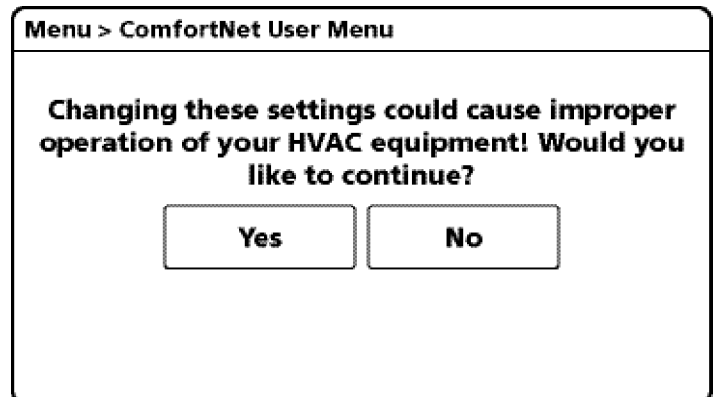 Menu > ComfortNet User Menu
Changing these settings could cause improper
operation of your HVAC equipment! Would you
like to continue?
Yes No